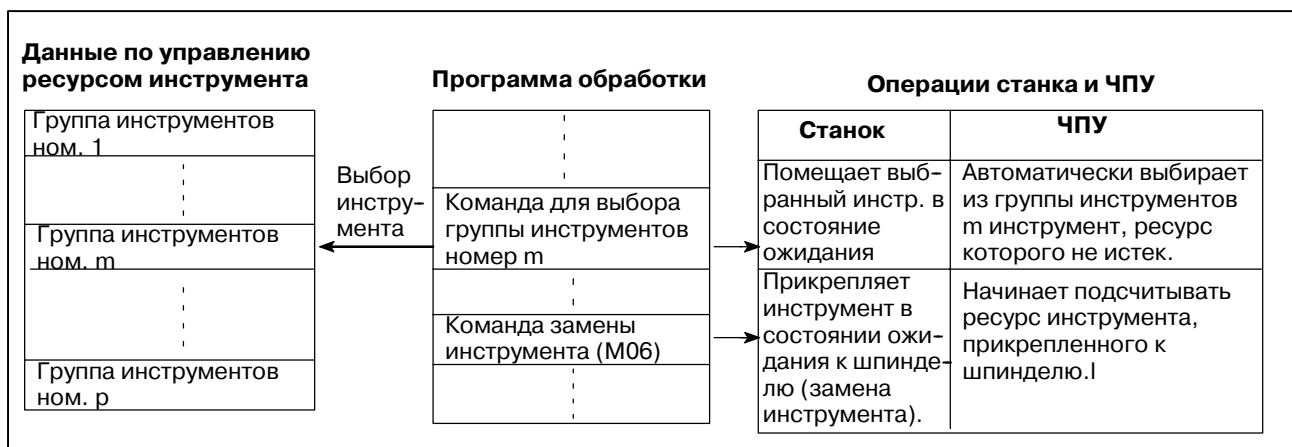 Данные по управлению
ресурсом инструмента
Группа инструментов
ном. 1
Группа инструментов
ном. m
Группа инструментов
ном. p
Выбор
инстру-
мента
Программа обработки
Команда для выбора
группы инструментов
номер m
Команда замены
инструмента (M06)
Операции станка и ЧПУ
Станок
ЧПУ
Помещает выб-
ранный инстр. в
состояние
ожидания
Автоматически выбирает
из группы инструментов
m инструмент, ресурс
которого не истек.
Прикрепляет
инструмент в
состоянии ожи-
дания к шпинде-
лю (замена
инструмента).
Начинает подсчитывать
ресурс инструмента,
прикрепленного к
шпинделю.l